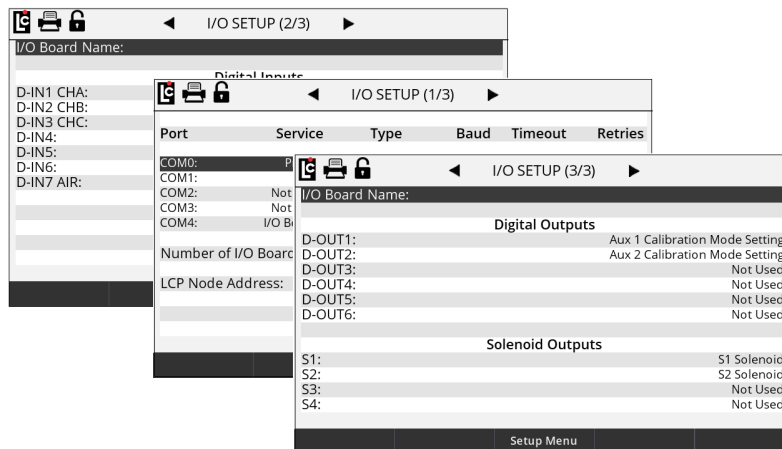 I/O SETUP (2/3)
I/O Board Name:
Digital Inputs
D-IN1 CHA:
D-IN2 CHB:
D-IN3 CHC:
D-IN4:
D-IN5:
D-IN6:
D-IN7 AIR:
I/O SETUP (1/3)
Port Service Type Baud Timeout Retries
COM0: P
COM1:
COM2: Not
COM3: Not
COM4: I/O Bo
Number of I/O Board
LCP Node Address:
I/O SETUP (3/3)
I/O Board Name:
Digital Outputs
D-OUT1: Aux 1 Calibration Mode Setting
D-OUT2: Aux 2 Calibration Mode Setting
D-OUT3: Not Used
D-OUT4: Not Used
D-OUT5: Not Used
D-OUT6: Not Used
Solenoid Outputs
S1: S1 Solenoid
S2: S2 Solenoid
S3: Not Used
S4: Not Used
Setup Menu